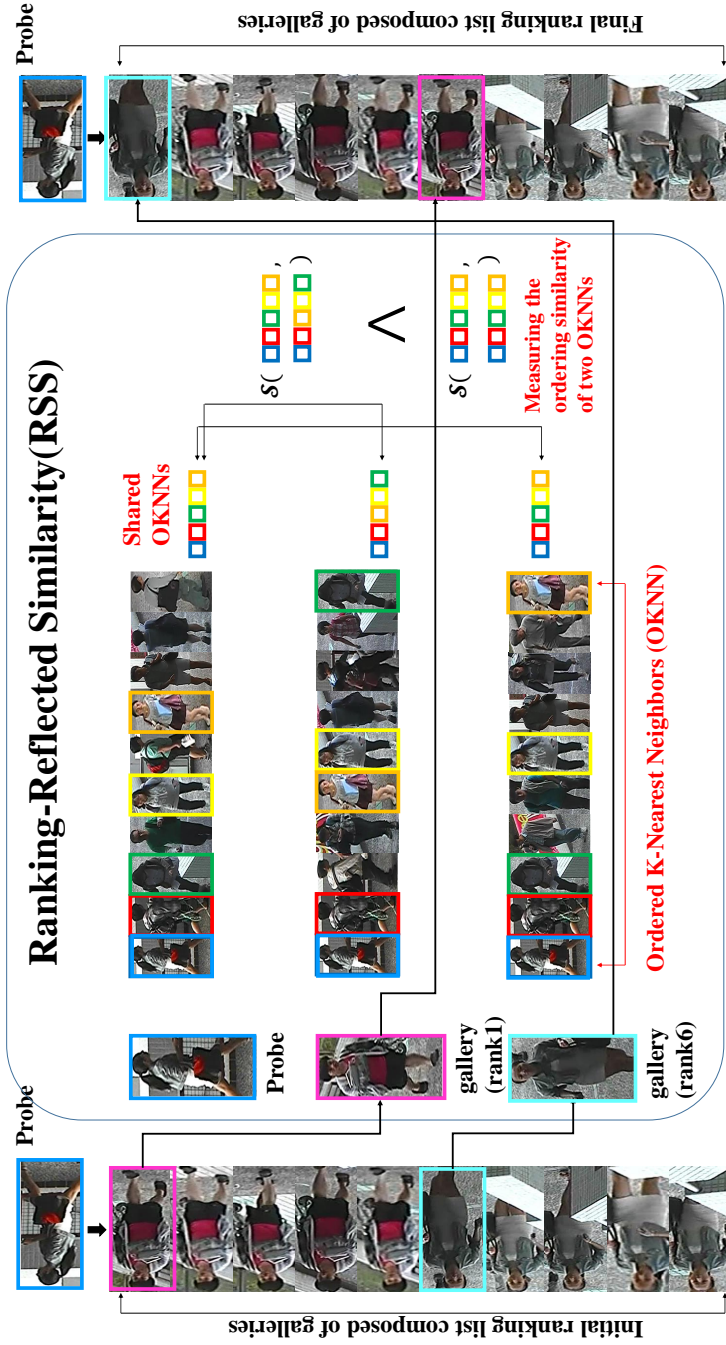 Ranking-Reflected Similarity(RSS)
Probe
Initial ranking list composed of galleries
Probe
gallery
(rank1)
gallery
(rank6)
Shared
OKNNs
Ordered K-Nearest Neighbors (OKNN)
S( , )
<
S( , )
Measuring the
ordering similarity
of two OKNNs
Probe
Final ranking list composed of galleries